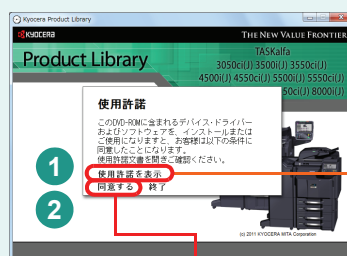 Kyocera Product Library
KYOCERA
THE NEW VALUE FRONTIER
Product Library
TASKalfa
3050ci(J) 3500i(J) 3550ci(J)
4500i(J) 4550ci(J) 5500i(J) 5550ci(J)
50ci(J) 8000i(J)
使用許諾
このDVD-ROMに含まれるデバイス・ドライバー
およびソフトウェアを、インストールまたは
ご使用になりますと、お客様は以下の条件に
同意したことになります。
使用許諾文書を開きご確認ください。
1
使用許諾を表示
同意する 終了
2
(c) 2011 KYOCERA MITA Corporation